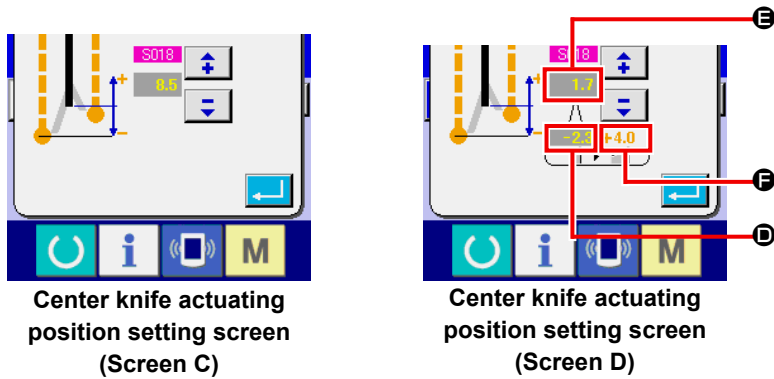 S018
+
8.5
−
i
M
Center knife actuating
position setting screen
(Screen C)
E
S018
+
1.7
−
-2.3 +4.0
F
D
i
M
Center knife actuating
position setting screen
(Screen D)